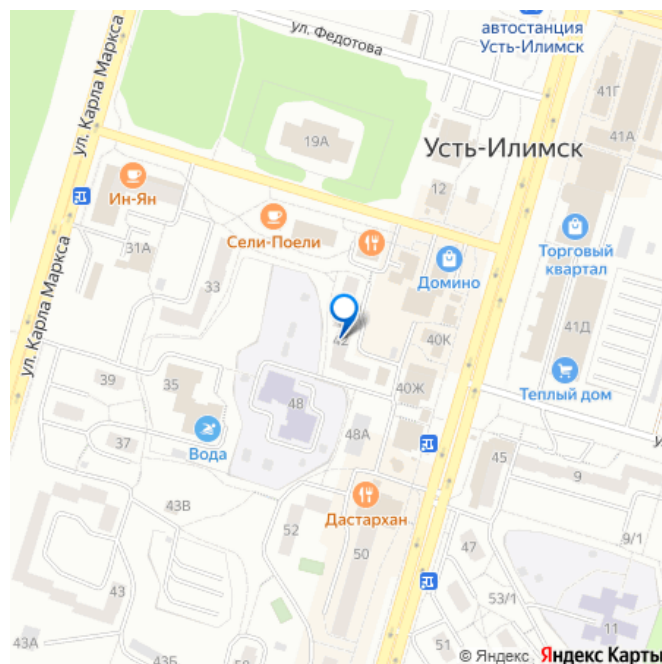 ул. Федотова
автостанция
Усть-Илимск
ул. Карла Маркса
41Г
41А
19А
Усть-Илимск
12
Ин-Ян
Сели-Поели
31А
Домино
Торговый
квартал
33
42
40К
41Д
ул. Карла Маркса
39
35
48
40Ж
Теплый дом
37
Вода
48А
И
45
9
43В
52
Дастархан
50
47
9/1
43
53/1
11
43А
43Б
51
© Яндекс Яндекс Карты